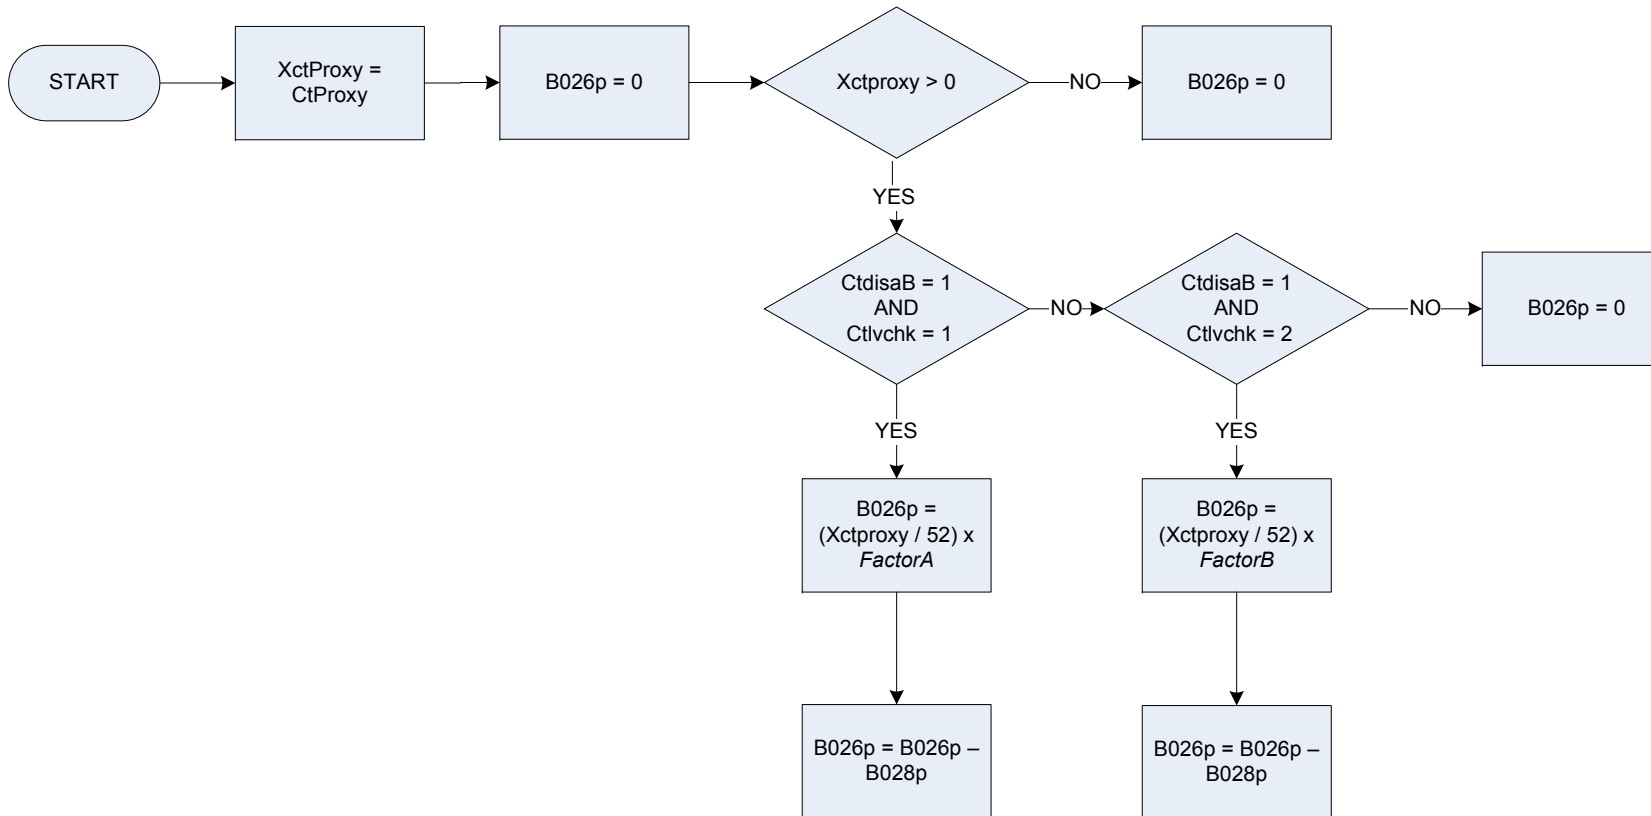 START
XctProxy =
CtProxy
B026p = 0
Xctproxy > 0
NO
B026p = 0
YES
CtdisaB = 1
AND
Ctlvchk = 1
NO
CtdisaB = 1
AND
Ctlvchk = 2
NO
B026p = 0
YES
YES
B026p =
(Xctproxy / 52) x
FactorA
B026p =
(Xctproxy / 52) x
FactorB
B026p = B026p –
B028p
B026p = B026p –
B028p